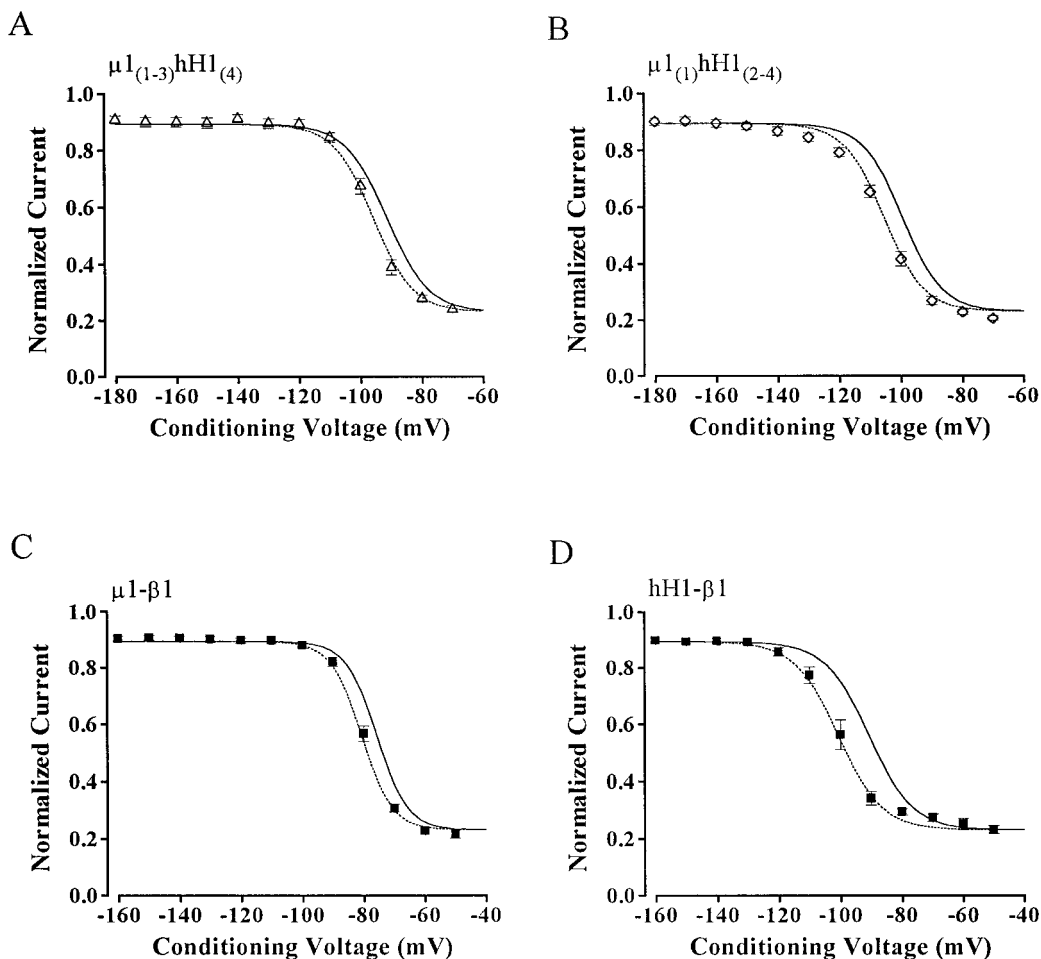 A
μ1(1-3)hH1(4)
1.0
0.8
0.6
0.4
0.2
0.0
Normalized Current
-180 -160 -140 -120 -100 -80 -60
Conditioning Voltage (mV)
B
μ1(1)hH1(2-4)
1.0
0.8
0.6
0.4
0.2
0.0
Normalized Current
-180 -160 -140 -120 -100 -80 -60
Conditioning Voltage (mV)
C
μ1-β1
1.0
0.8
0.6
0.4
0.2
0.0
Normalized Current
-160 -140 -120 -100 -80 -60 -40
Conditioning Voltage (mV)
D
hH1-β1
1.0
0.8
0.6
0.4
0.2
0.0
Normalized Current
-160 -140 -120 -100 -80 -60 -40
Conditioning Voltage (mV)